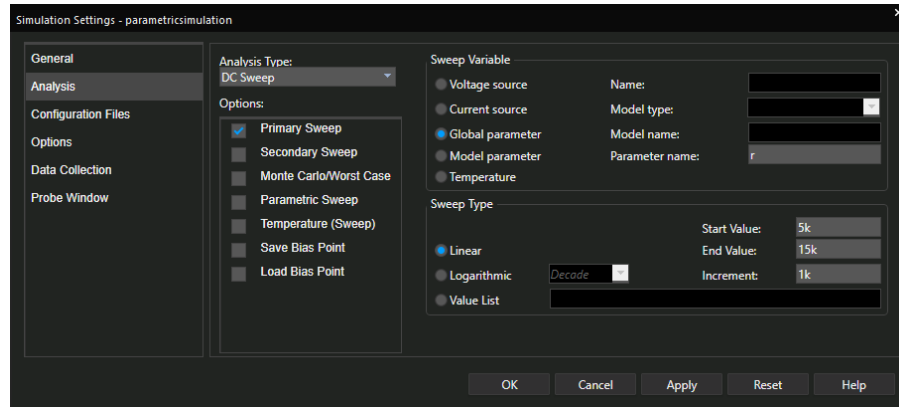 Simulation Settings - parametricsimulation
×
General
Analysis
Configuration Files
Options
Data Collection
Probe Window
Analysis Type:
DC Sweep
Options:
Primary Sweep
Secondary Sweep
Monte Carlo/Worst Case
Parametric Sweep
Temperature (Sweep)
Save Bias Point
Load Bias Point
Sweep Variable
Voltage source
Name:
Current source
Model type:
Global parameter
Model name:
Model parameter
Parameter name:
r
Temperature
Sweep Type
Start Value:
5k
Linear
End Value:
15k
Logarithmic
Decade
Increment:
1k
Value List
OK
Cancel
Apply
Reset
Help